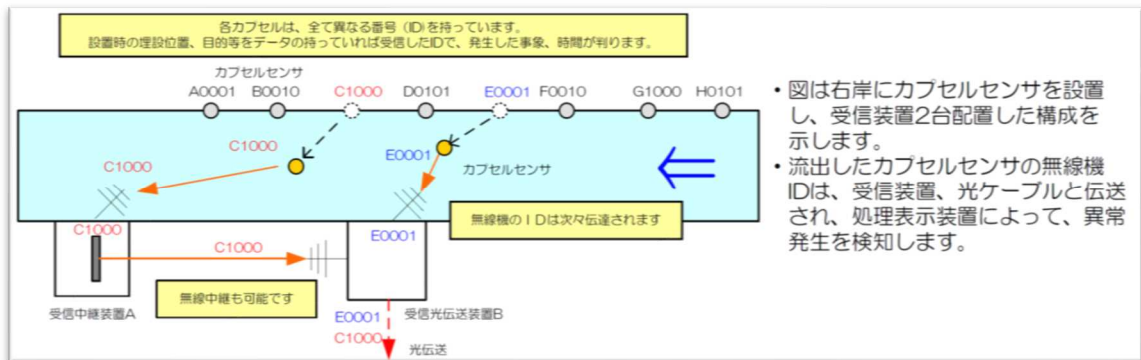 各カプセルは、全て異なる番号（ID)を持っています。
設置時の埋設位置、目的等をデータの持っていれば受信したIDで、発生した事象、時間が判ります。
カプセルセンサ
A0001 B0010 C1000 D0101 E0001 F0010 G1000 H0101
C1000
C1000
E0001
カプセルセンサ
無線機のＩＤは次々伝達されます
C1000
E0001
C1000
無線中継も可能です
受信中継装置A
受信光伝送装置B
E0001
C1000
光伝送
・図は右岸にカプセルセンサを設置
し、受信装置2台配置した構成を
示します。
・流出したカプセルセンサの無線機
IDは、受信装置、光ケーブルと伝送
され、処理表示装置によって、異常
発生を検知します。